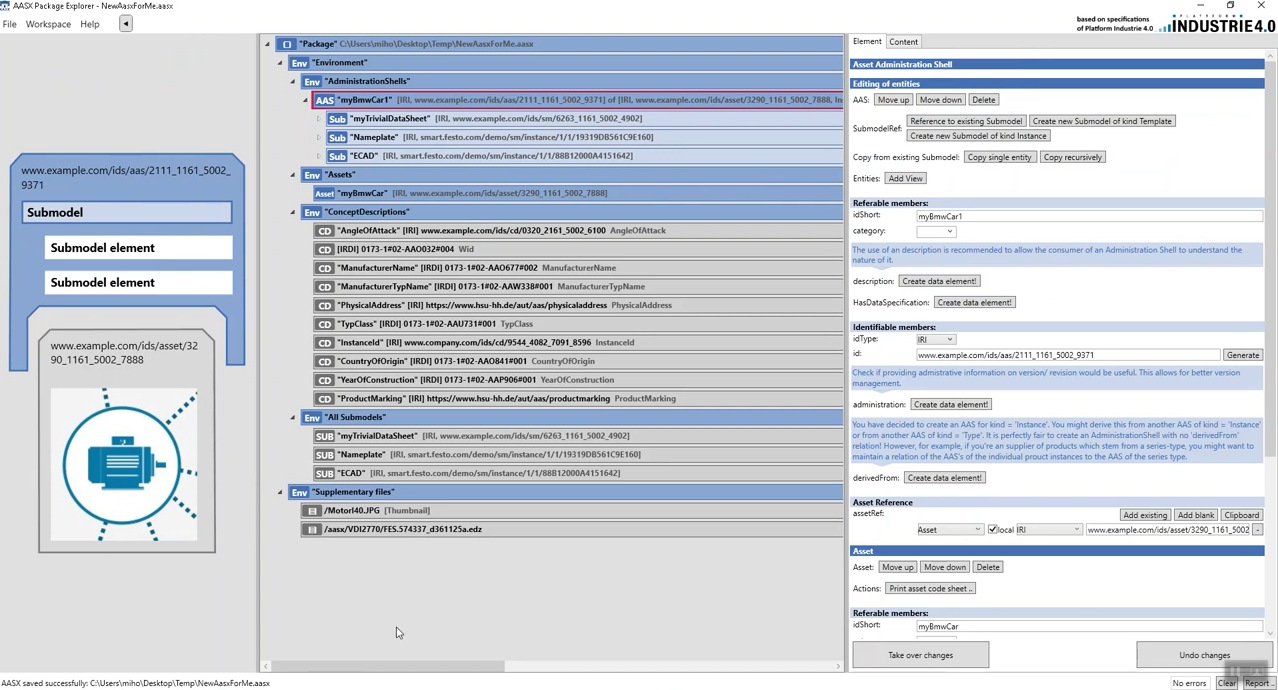 AASX Package Explorer - NewAasxForMe.aasx
File Workspace Help
based on specifications
of Platform Industrie 4.0
PLATTFORM
INDUSTRIE4.0
www.example.com/ids/aas/2111_1161_5002_
9371
Submodel
Submodel element
Submodel element
www.example.com/ids/asset/32
90_1161_5002_7888
"Package" C:\Users\miho\Desktop\Temp\NewAasxForMe.aasx
Env "Environment"
Env "AdministrationShells"
AAS "myBmwCar1" [IRI, www.example.com/ids/aas/2111_1161_5002_9371] of [IRI, www.example.com/ids/asset/3290_1161_5002_7888, In
Sub "myTrivialDataSheet" [IRI, www.example.com/ids/sm/6263_1161_5002_4902]
Sub "Nameplate" [IRI, smart.festo.com/demo/sm/instance/1/1/19319DB561C9E160]
Sub "ECAD" [IRI, smart.festo.com/demo/sm/instance/1/1/88B12000A4151642]
Env "Assets"
Asset "myBmwCar" [IRI, www.example.com/ids/asset/3290_1161_5002_7888]
Env "ConceptDescriptions"
CD "AngleOfAttack" [IRI] www.example.com/ids/cd/0320_2161_5002_6100 AngleOfAttack
CD [IRDI] 0173-1#02-AAO032#004 Wid
CD "ManufacturerName" [IRDI] 0173-1#02-AAO677#002 ManufacturerName
CD "ManufacturerTypName" [IRDI] 0173-1#02-AAW338#001 ManufacturerTypName
CD "PhysicalAddress" [IRI] https://www.hsu-hh.de/aut/aas/physicaladdress PhysicalAddress
CD "TypClass" [IRDI] 0173-1#02-AAU731#001 TypClass
CD "InstanceId" [IRI] www.company.com/ids/cd/9544_4082_7091_8596 InstanceId
CD "CountryOfOrigin" [IRDI] 0173-1#02-AAO841#001 CountryOfOrigin
CD "YearOfConstruction" [IRDI] 0173-1#02-AAP906#001 YearOfConstruction
CD "ProductMarking" [IRI] https://www.hsu-hh.de/aut/aas/productmarking ProductMarking
Env "All Submodels"
SUB "myTrivialDataSheet" [IRI, www.example.com/ids/sm/6263_1161_5002_4902]
SUB "Nameplate" [IRI, smart.festo.com/demo/sm/instance/1/1/19319DB561C9E160]
SUB "ECAD" [IRI, smart.festo.com/demo/sm/instance/1/1/88B12000A4151642]
Env "Supplementary files"
/MotorI40.JPG [Thumbnail]
/aasx/VDI2770/FES.574337_d361125a.edz
Element Content
Asset Administration Shell
Editing of entities
AAS: Move up Move down Delete
SubmodelRef: Reference to existing Submodel Create new Submodel of kind Template
Create new Submodel of kind Instance
Copy from existing Submodel: Copy single entity Copy recursively
Entities: Add View
Referable members:
idShort: myBmwCar1
category:
The use of an description is recommended to allow the consumer of an Administration Shell to understand the
nature of it.
description: Create data element!
HasDataSpecification: Create data element!
Identifiable members:
idType: IRI
id: www.example.com/ids/aas/2111_1161_5002_9371 Generate
Check if providing admistrative information on version/ revision would be useful. This allows for better version
management.
administration: Create data element!
You have decided to create an AAS for kind = 'Instance'. You might derive this from another AAS of kind = 'Instance'
or from another AAS of kind = 'Type'. It is perfectly fair to create an AdministrationShell with no 'derivedFrom'
relation! However, for example, if you're an supplier of products which stem from a series-type, you might want to
maintain a relation of the AAS's of the individual prouct instances to the AAS of the series type.
derivedFrom: Create data element!
Asset Reference
assetRef: Add existing Add blank Clipboard
Asset local IRI www.example.com/ids/asset/3290_1161_5002 -
Asset
Asset: Move up Move down Delete
Actions: Print asset code sheet ..
Referable members:
idShort: myBmwCar
Take over changes Undo changes
AASX saved successfully: C:\Users\miho\Desktop\Temp\NewAasxForMe.aasx
No errors Clear Report ..